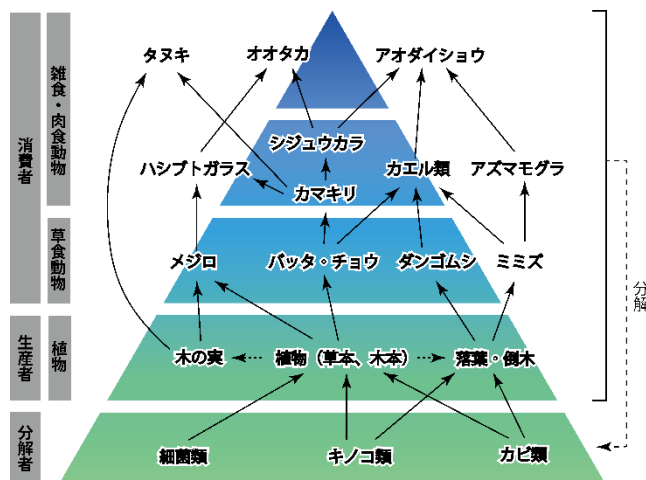 タヌキ
オオタカ
アオダイショウ
シジュウカラ
ハシブトガラス
カエル類
アズマモグラ
カマキリ
メジロ
バッタ・チョウ
ダンゴムシ
ミミズ
木の実
植物（草本、木本）
落葉・倒木
細菌類
キノコ類
カビ類
消費者
雑食・肉食動物
草食動物
生産者
植物
分解者
分解